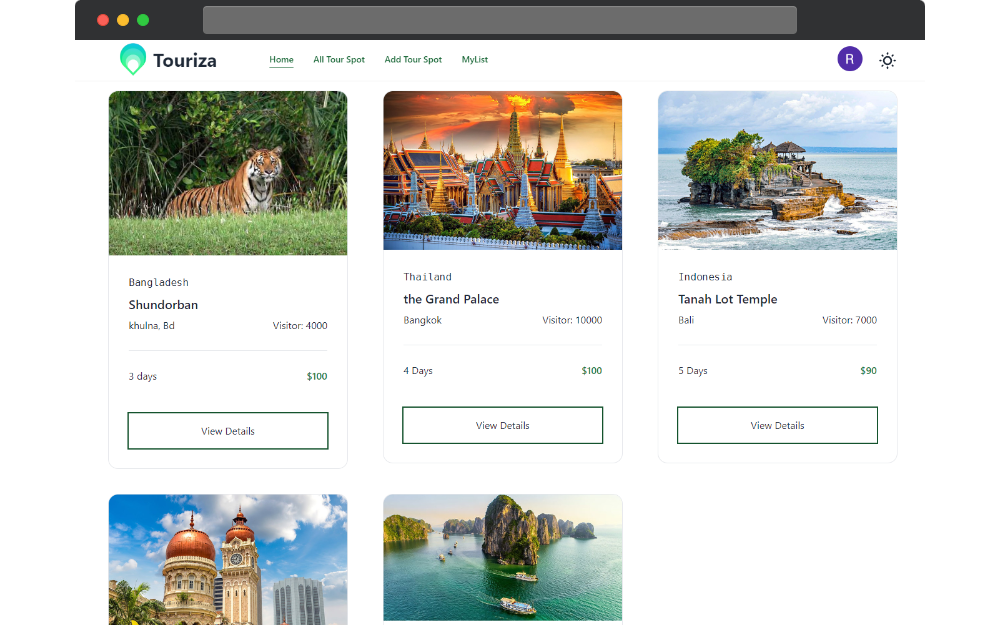 Touriza Home All Tour Spot Add Tour Spot MyList R
Bangladesh
Shundorban
khulna, Bd Visitor: 4000
3 days $100
View Details
Thailand
the Grand Palace
Bangkok Visitor: 10000
4 Days $100
View Details
Indonesia
Tanah Lot Temple
Bali Visitor: 7000
5 Days $90
View Details